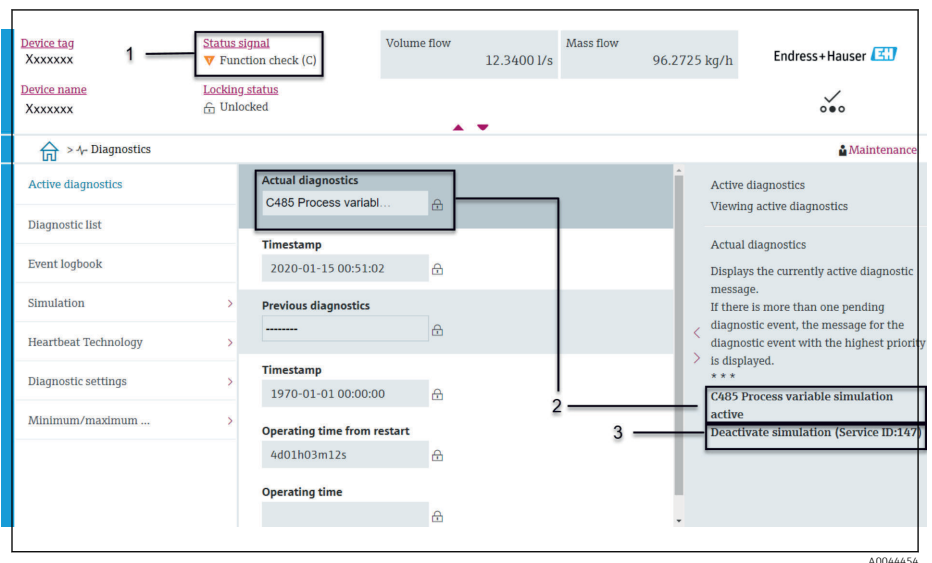 Device tag
Xxxxxxx
1
Status signal
Function check (C)
Volume flow
12.3400 l/s
Mass flow
96.2725 kg/h
Endress+Hauser EH
Device name
Xxxxxxx
Locking status
Unlocked
> Diagnostics
Maintenance
Active diagnostics
Diagnostic list
Event logbook
Simulation >
Heartbeat Technology >
Diagnostic settings >
Minimum/maximum ... >
Actual diagnostics
C485 Process variabl...
Timestamp
2020-01-15 00:51:02
Previous diagnostics
--------
Timestamp
1970-01-01 00:00:00
Operating time from restart
4d01h03m12s
Operating time
2
3
<
>
Active diagnostics
Viewing active diagnostics
Actual diagnostics
Displays the currently active diagnostic
message.
If there is more than one pending
diagnostic event, the message for the
diagnostic event with the highest priority
is displayed.
* * *
C485 Process variable simulation
active
Deactivate simulation (Service ID:147)
A0044454